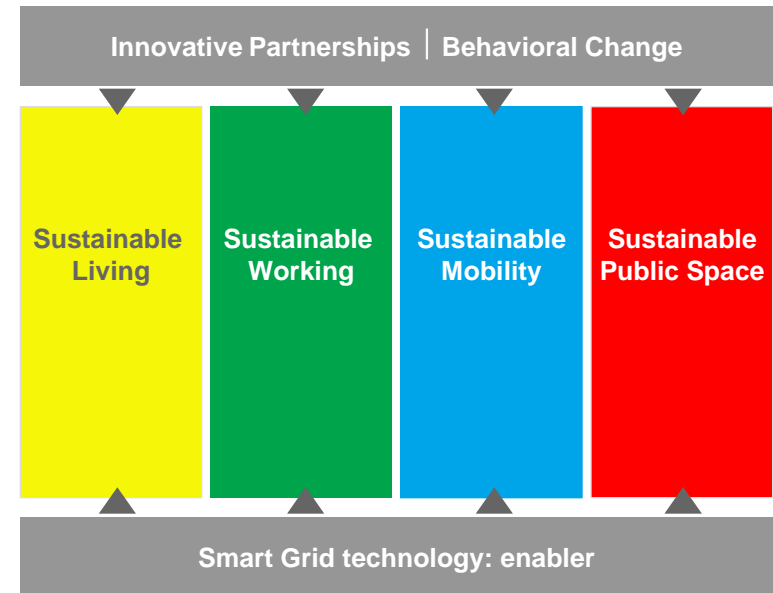 Innovative Partnerships | Behavioral Change
Sustainable
Living
Sustainable
Working
Sustainable
Mobility
Sustainable
Public Space
Smart Grid technology: enabler